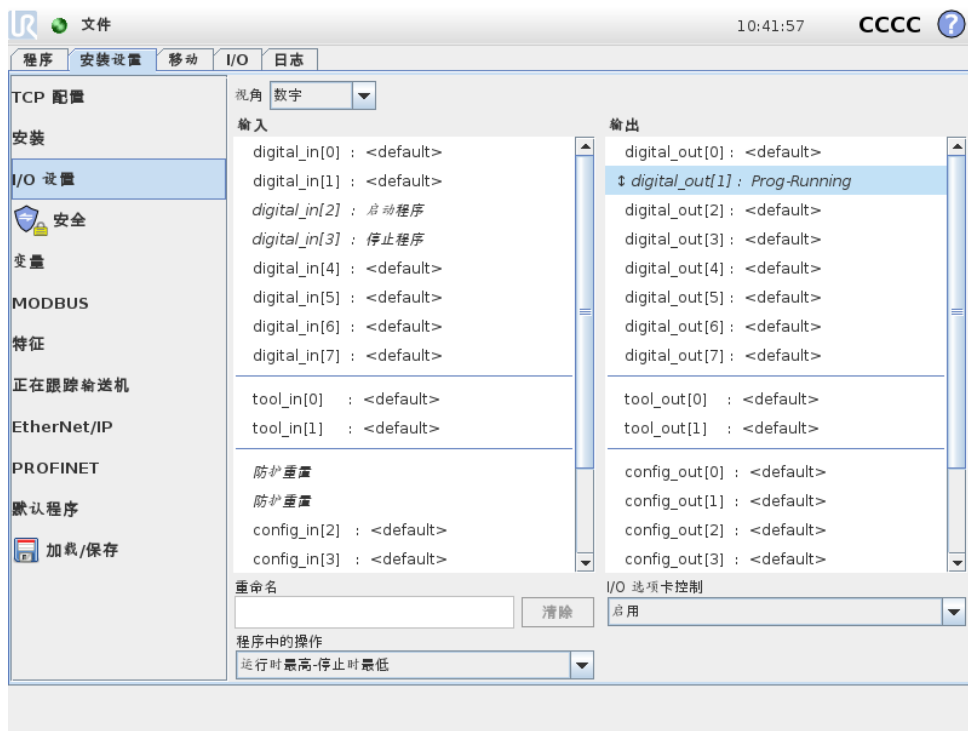 UR 文件 10:41:57 CCCC ?
程序 安装设置 移动 I/O 日志
TCP 配置
安装
I/O 设置
安全
变量
MODBUS
特征
正在跟踪输送机
EtherNet/IP
PROFINET
默认程序
加载/保存
视角 数字
输入
digital_in[0] : <default>
digital_in[1] : <default>
digital_in[2] : 启动程序
digital_in[3] : 停止程序
digital_in[4] : <default>
digital_in[5] : <default>
digital_in[6] : <default>
digital_in[7] : <default>
tool_in[0] : <default>
tool_in[1] : <default>
防护重置
防护重置
config_in[2] : <default>
config_in[3] : <default>
输出
digital_out[0] : <default>
↕ digital_out[1] : Prog-Running
digital_out[2] : <default>
digital_out[3] : <default>
digital_out[4] : <default>
digital_out[5] : <default>
digital_out[6] : <default>
digital_out[7] : <default>
tool_out[0] : <default>
tool_out[1] : <default>
config_out[0] : <default>
config_out[1] : <default>
config_out[2] : <default>
config_out[3] : <default>
重命名
清除
程序中的操作
运行时最高-停止时最低
I/O 选项卡控制
启用